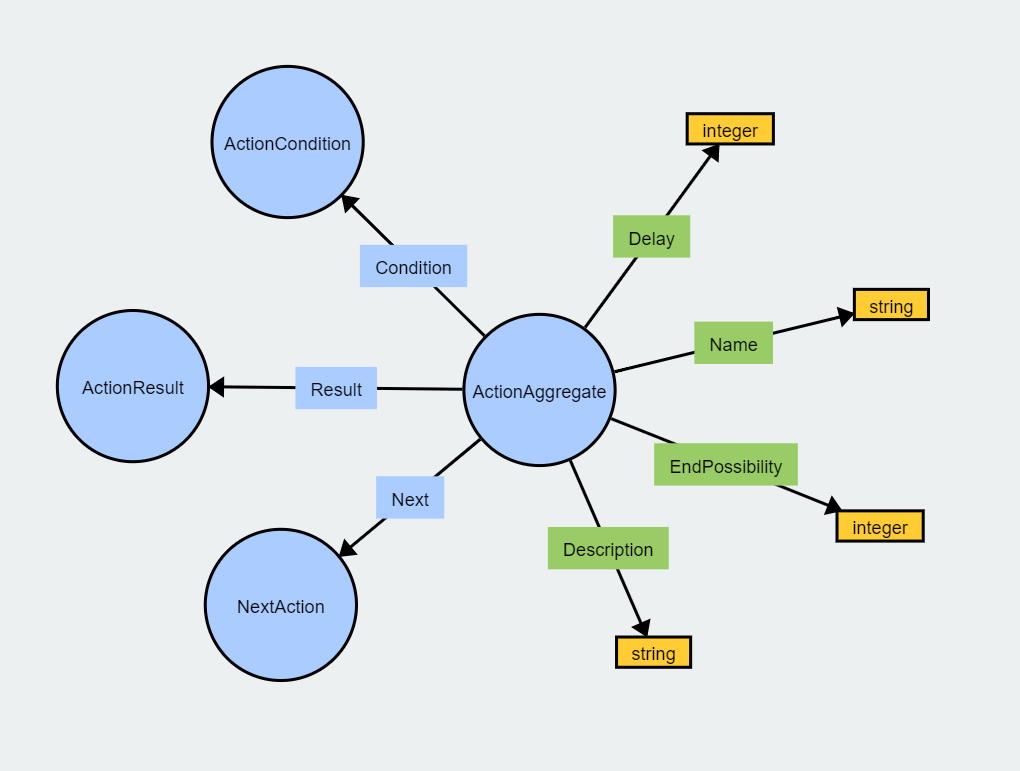 integer
ActionCondition
Delay
Condition
string
Name
ActionResult
Result
ActionAggregate
EndPossibility
Next
integer
Description
NextAction
string